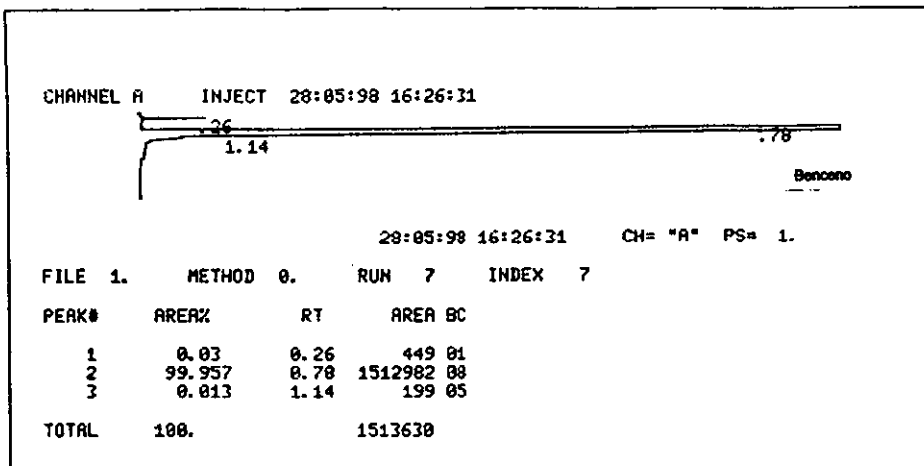 CHANNEL A INJECT 28:05:98 16:26:31
.26
.78
1.14
Benceno
28:05:98 16:26:31 CH= "A" PS= 1.
FILE 1. METHOD 0. RUN 7 INDEX 7
PEAK# AREA% RT AREA BC
1 0.03 0.26 449 01
2 99.957 0.78 1512982 08
3 0.013 1.14 199 05
TOTAL 100. 1513630